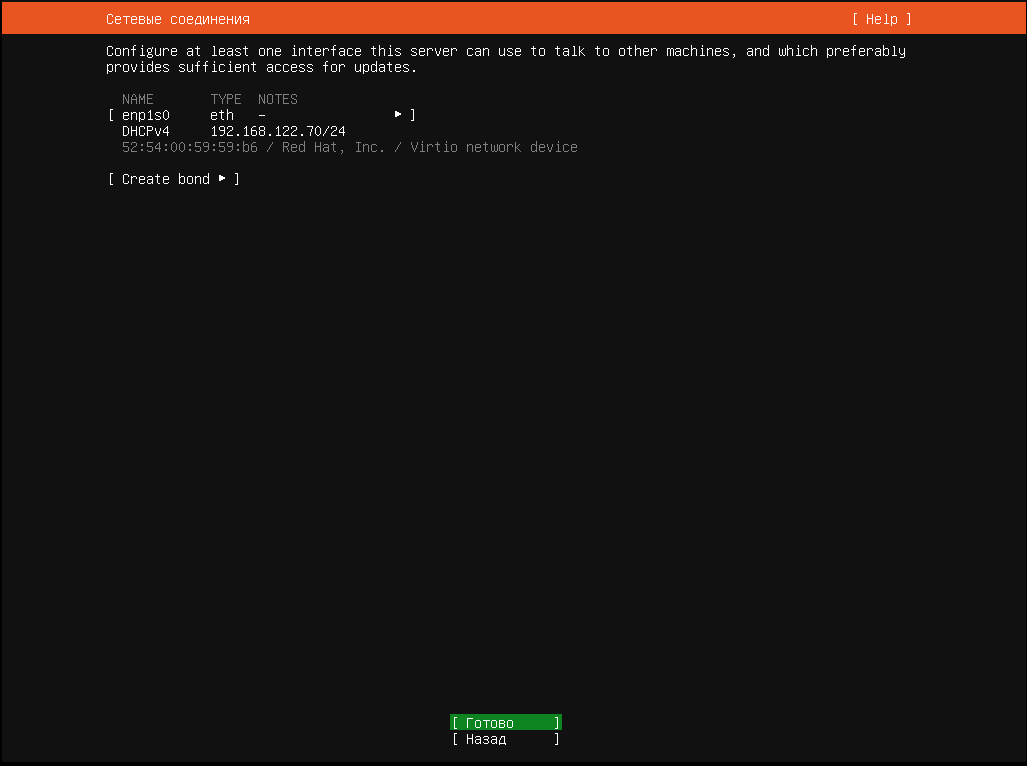 Сетевые соединения [ Help ]
Configure at least one interface this server can use to talk to other machines, and which preferably
provides sufficient access for updates.
NAME TYPE NOTES
[ enp1s0 eth – ▸ ]
DHCPv4 192.168.122.70/24
52:54:00:59:59:b6 / Red Hat, Inc. / Virtio network device
[ Create bond ▸ ]
[ Готово ]
[ Назад ]